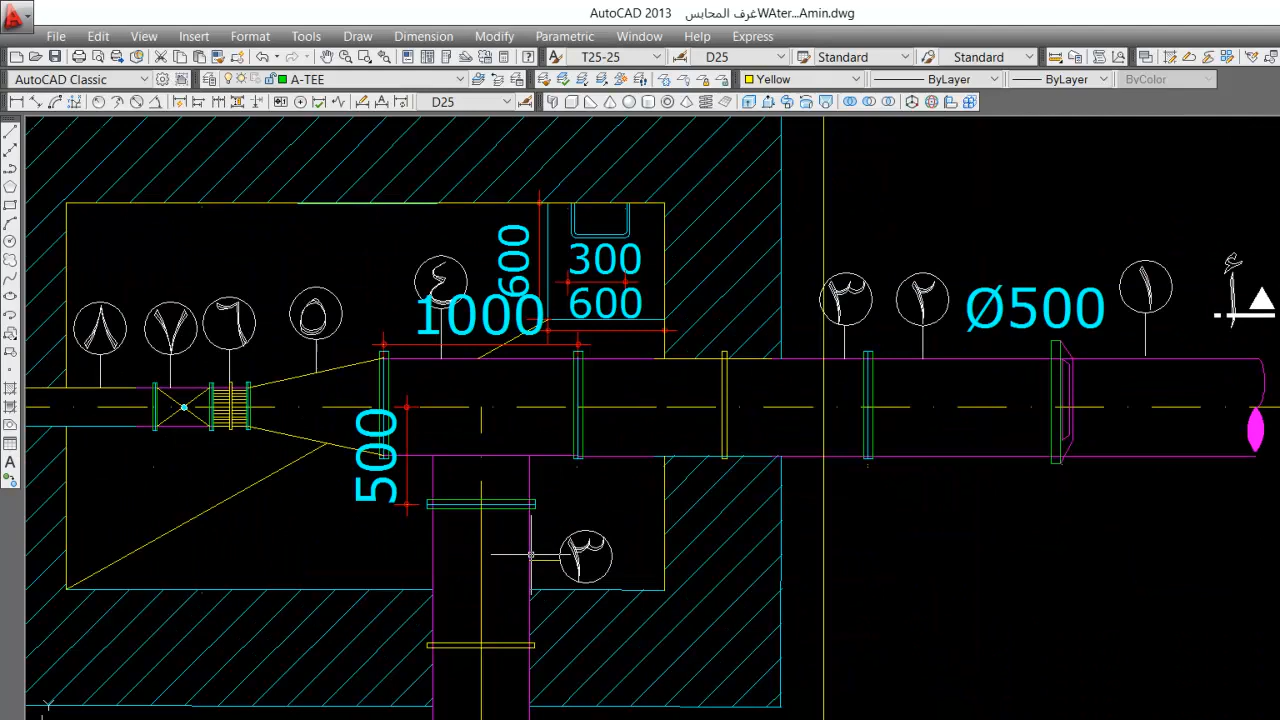 AutoCAD 2013 غرف المحابسWAter...Amin.dwg
File Edit View Insert Format Tools Draw Dimension Modify Parametric Window Help Express
T25-25 D25 Standard Standard
AutoCAD Classic A-TEE Yellow ByLayer ByLayer ByColor
D25
600
300
600
1000
٨ ٧ ٦ ٥ ٤ ٣ ٢ Ø500 ١ أ
500
٣
A
Y